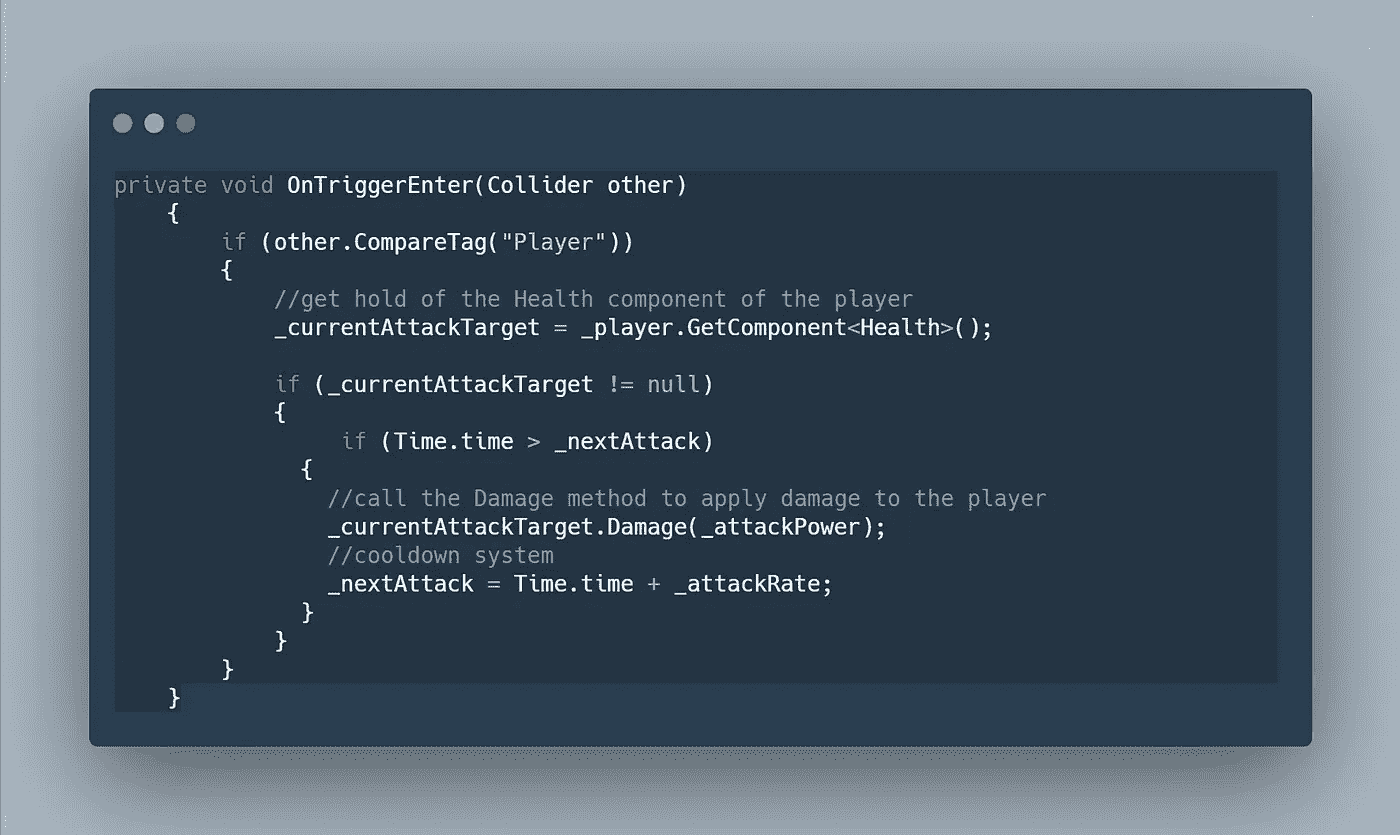 private void OnTriggerEnter(Collider other)
{
if (other.CompareTag("Player"))
{
//get hold of the Health component of the player
_currentAttackTarget = _player.GetComponent<Health>();
if (_currentAttackTarget != null)
{
if (Time.time > _nextAttack)
{
//call the Damage method to apply damage to the player
_currentAttackTarget.Damage(_attackPower);
//cooldown system
_nextAttack = Time.time + _attackRate;
}
}
}
}